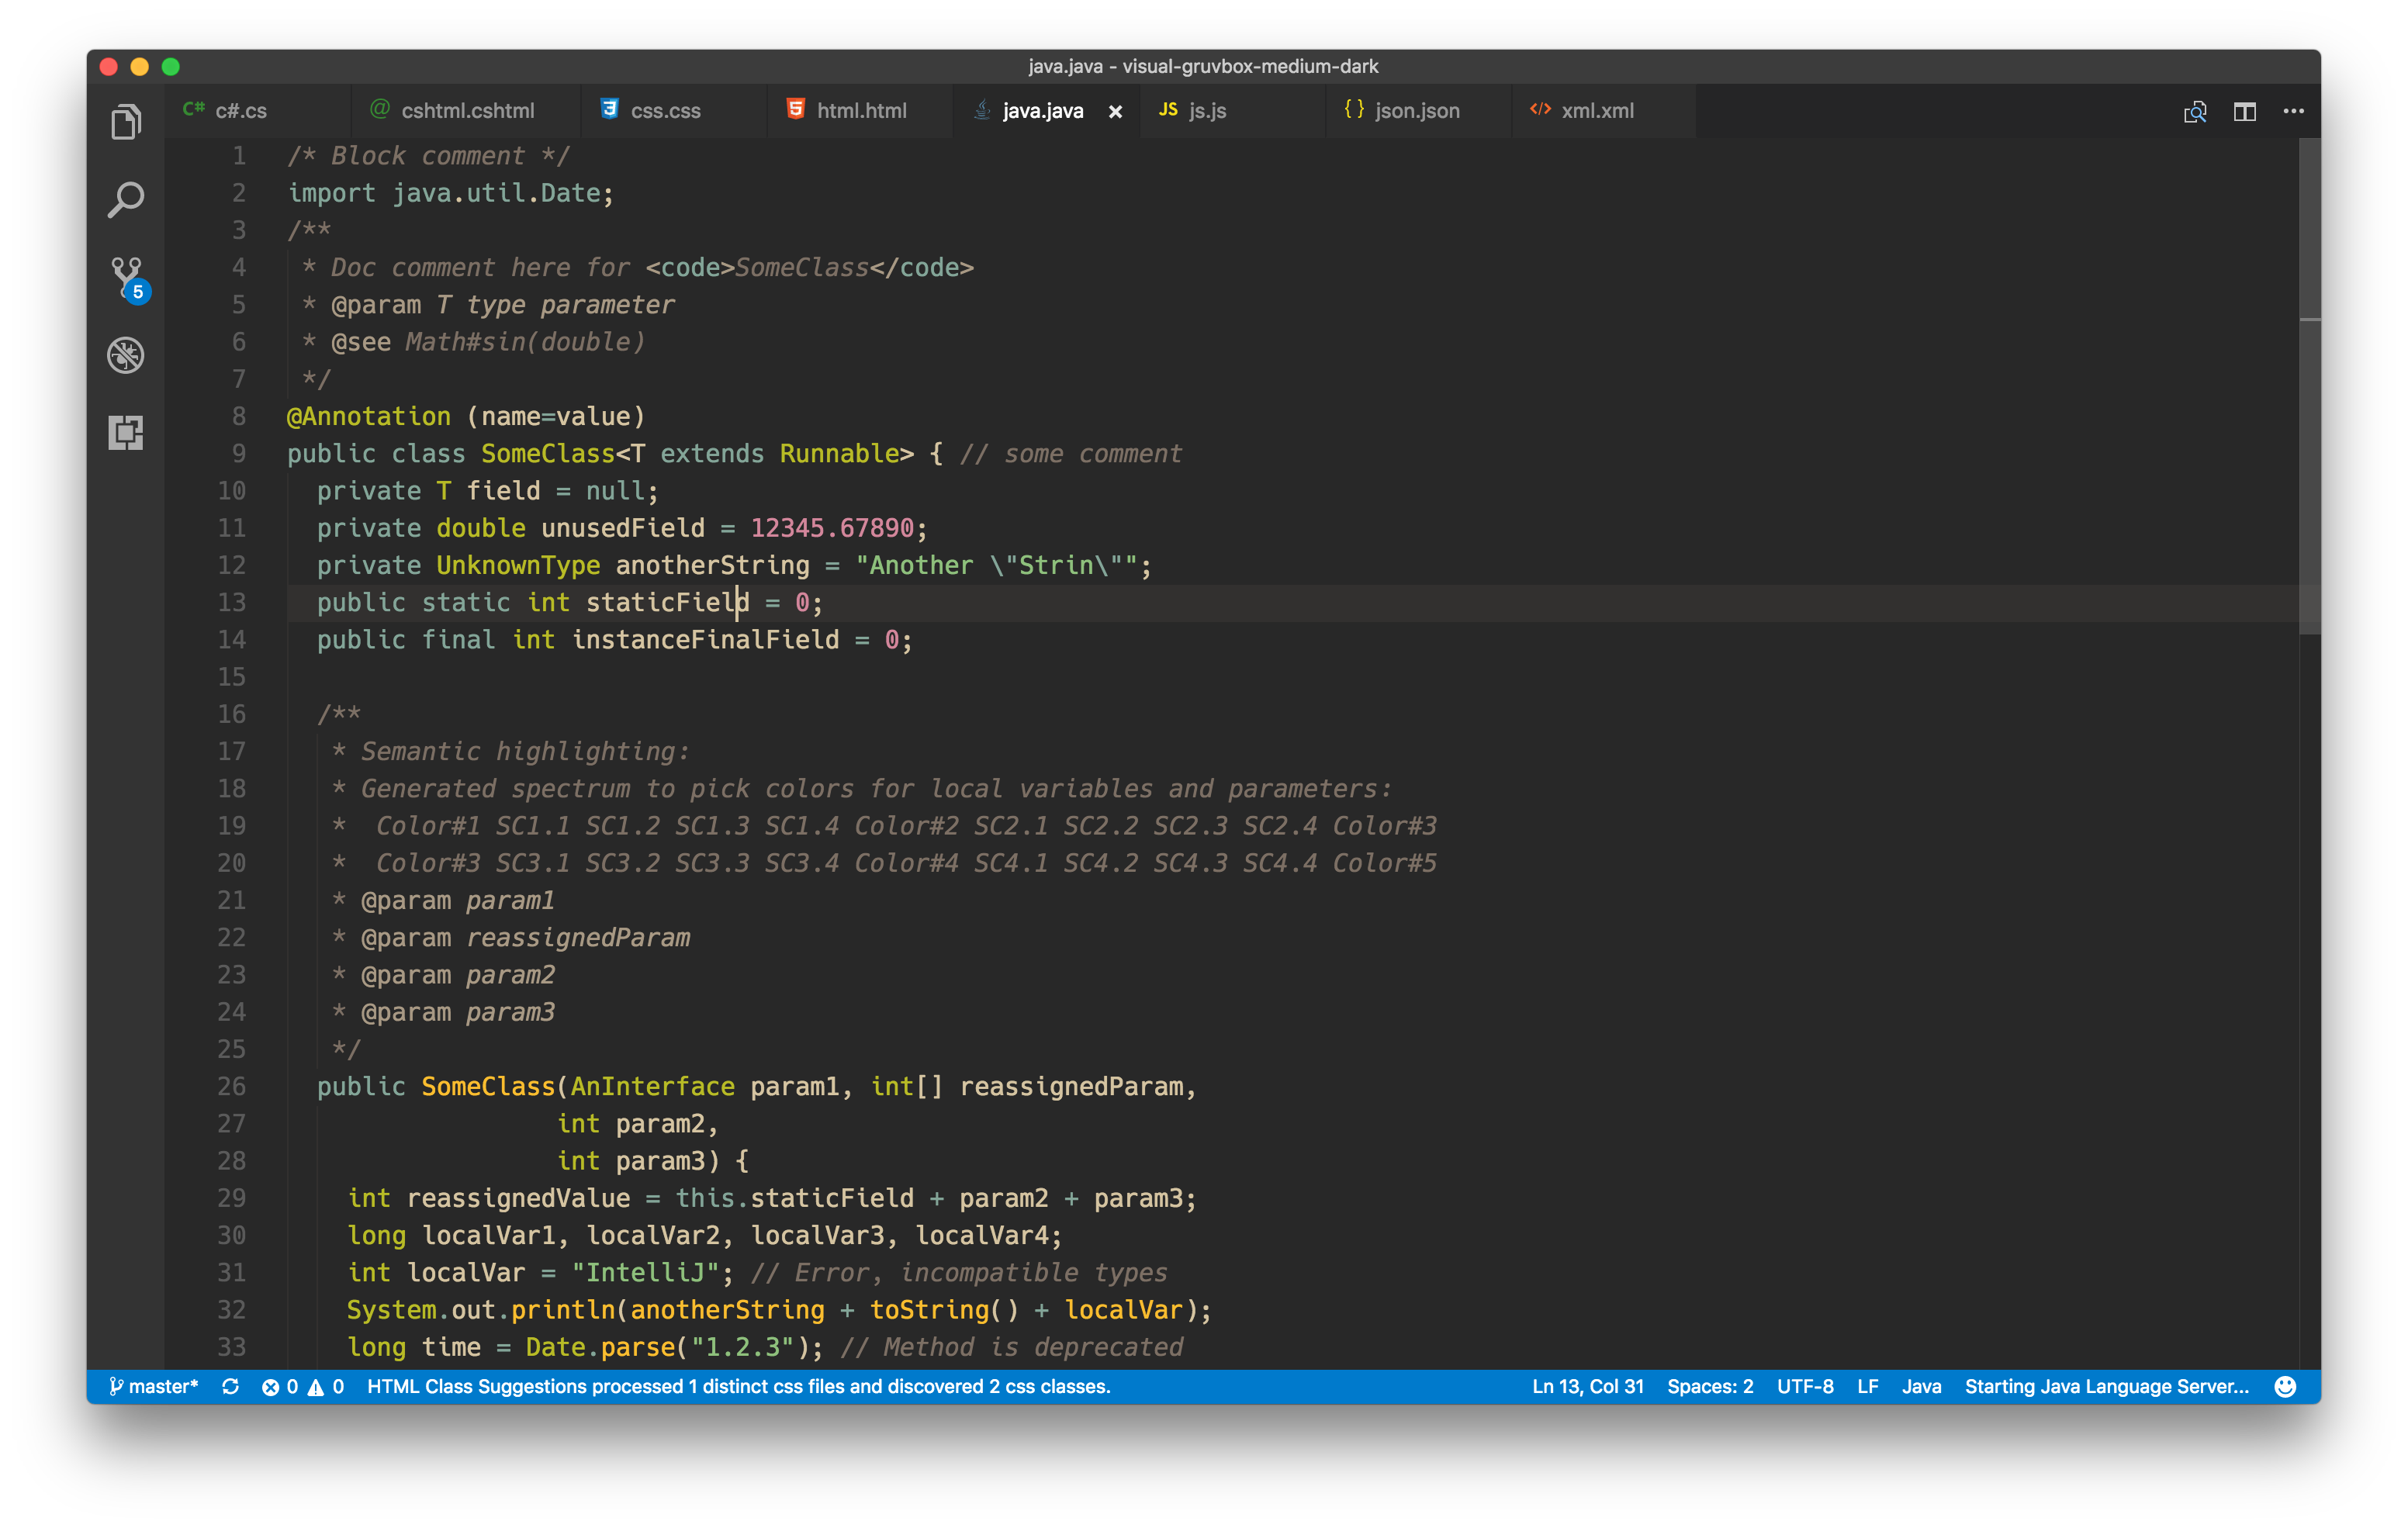 java.java - visual-gruvbox-medium-dark
C# c#.cs @ cshtml.cshtml 3 css.css 5 html.html java.java × JS js.js { } json.json </> xml.xml
5
1 /* Block comment */
2 import java.util.Date;
3 /**
4  * Doc comment here for <code>SomeClass</code>
5  * @param T type parameter
6  * @see Math#sin(double)
7  */
8 @Annotation (name=value)
9 public class SomeClass<T extends Runnable> { // some comment
10   private T field = null;
11   private double unusedField = 12345.67890;
12   private UnknownType anotherString = "Another \"Strin\"";
13   public static int staticField = 0;
14   public final int instanceFinalField = 0;
15
16   /**
17    * Semantic highlighting:
18    * Generated spectrum to pick colors for local variables and parameters:
19    *  Color#1 SC1.1 SC1.2 SC1.3 SC1.4 Color#2 SC2.1 SC2.2 SC2.3 SC2.4 Color#3
20    *  Color#3 SC3.1 SC3.2 SC3.3 SC3.4 Color#4 SC4.1 SC4.2 SC4.3 SC4.4 Color#5
21    * @param param1
22    * @param reassignedParam
23    * @param param2
24    * @param param3
25    */
26   public SomeClass(AnInterface param1, int[] reassignedParam,
27                   int param2,
28                   int param3) {
29     int reassignedValue = this.staticField + param2 + param3;
30     long localVar1, localVar2, localVar3, localVar4;
31     int localVar = "IntelliJ"; // Error, incompatible types
32     System.out.println(anotherString + toString() + localVar);
33     long time = Date.parse("1.2.3"); // Method is deprecated
master* 0 0 HTML Class Suggestions processed 1 distinct css files and discovered 2 css classes. Ln 13, Col 31 Spaces: 2 UTF-8 LF Java Starting Java Language Server...